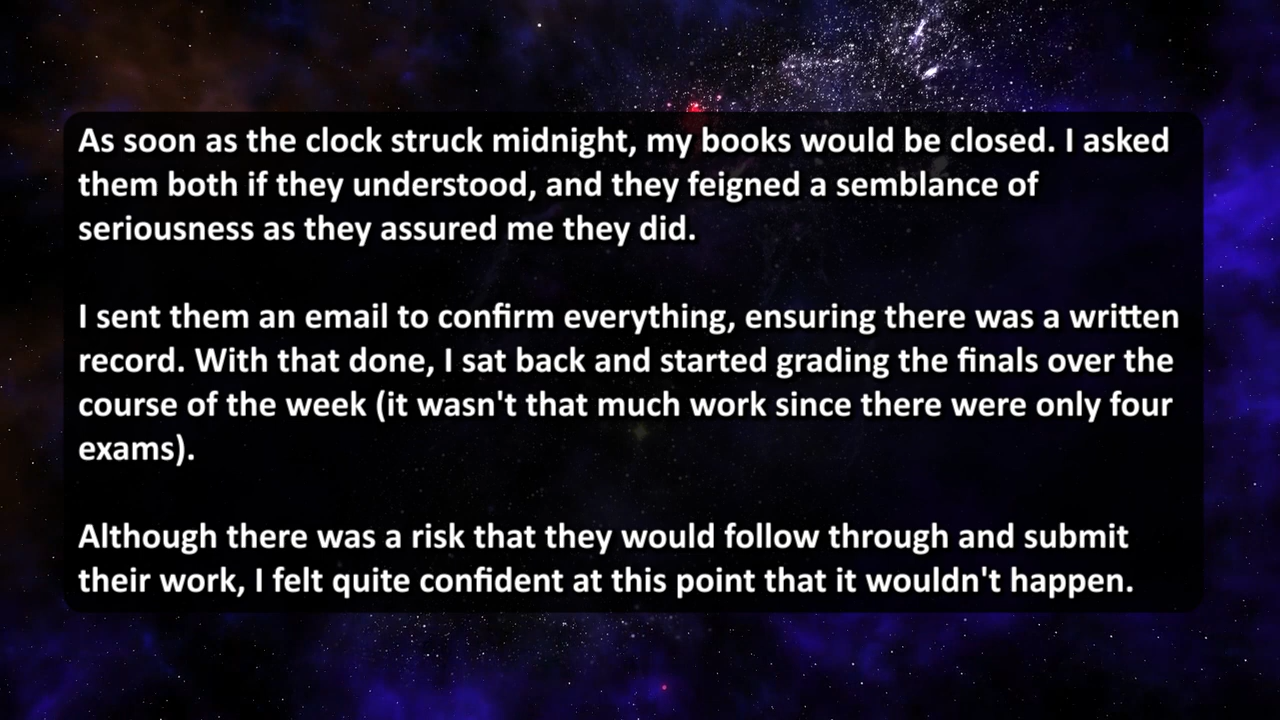 As soon as the clock struck midnight, my books would be closed. I asked
them both if they understood, and they feigned a semblance of
seriousness as they assured me they did.
I sent them an email to confirm everything, ensuring there was a written
record. With that done, I sat back and started grading the finals over the
course of the week (it wasn't that much work since there were only four
exams).
Although there was a risk that they would follow through and submit
their work, I felt quite confident at this point that it wouldn't happen.